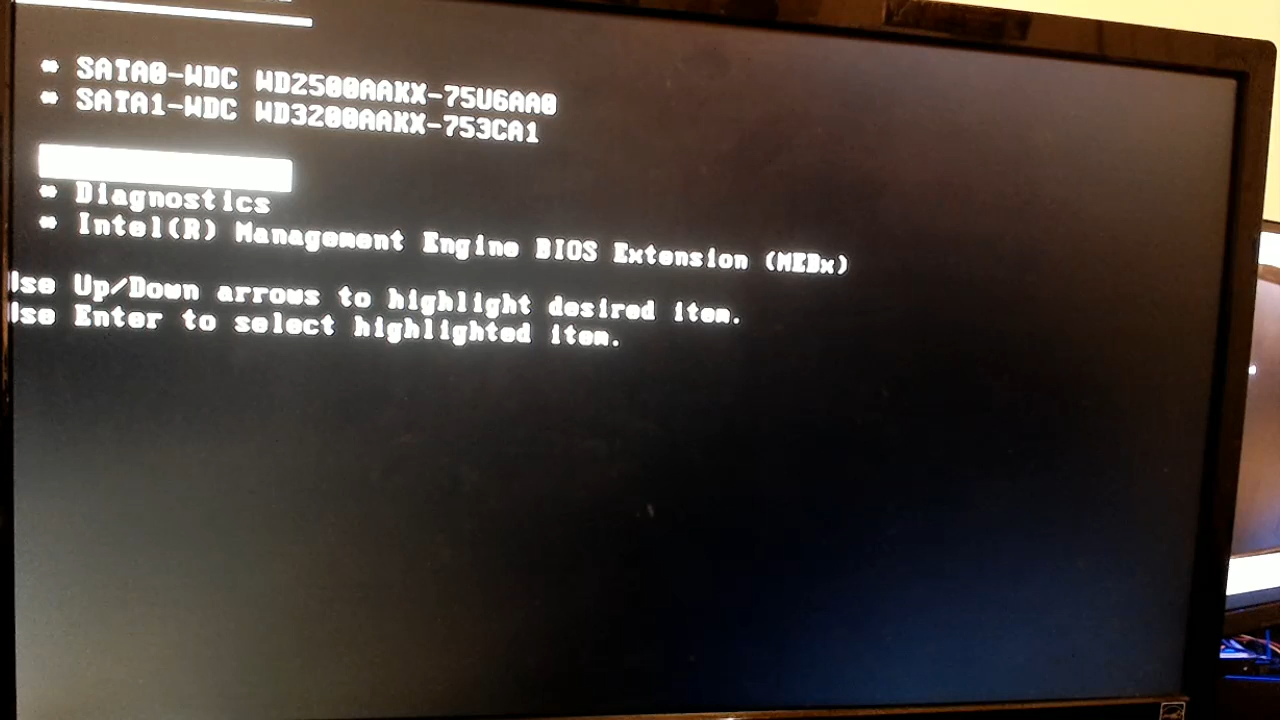 * SATA0-WDC WD2500AAKX-75U6AA0
* SATA1-WDC WD3200AAKX-753CA1
* Diagnostics
* Intel(R) Management Engine BIOS Extension (MEBx)
Use Up/Down arrows to highlight desired item.
Use Enter to select highlighted item.